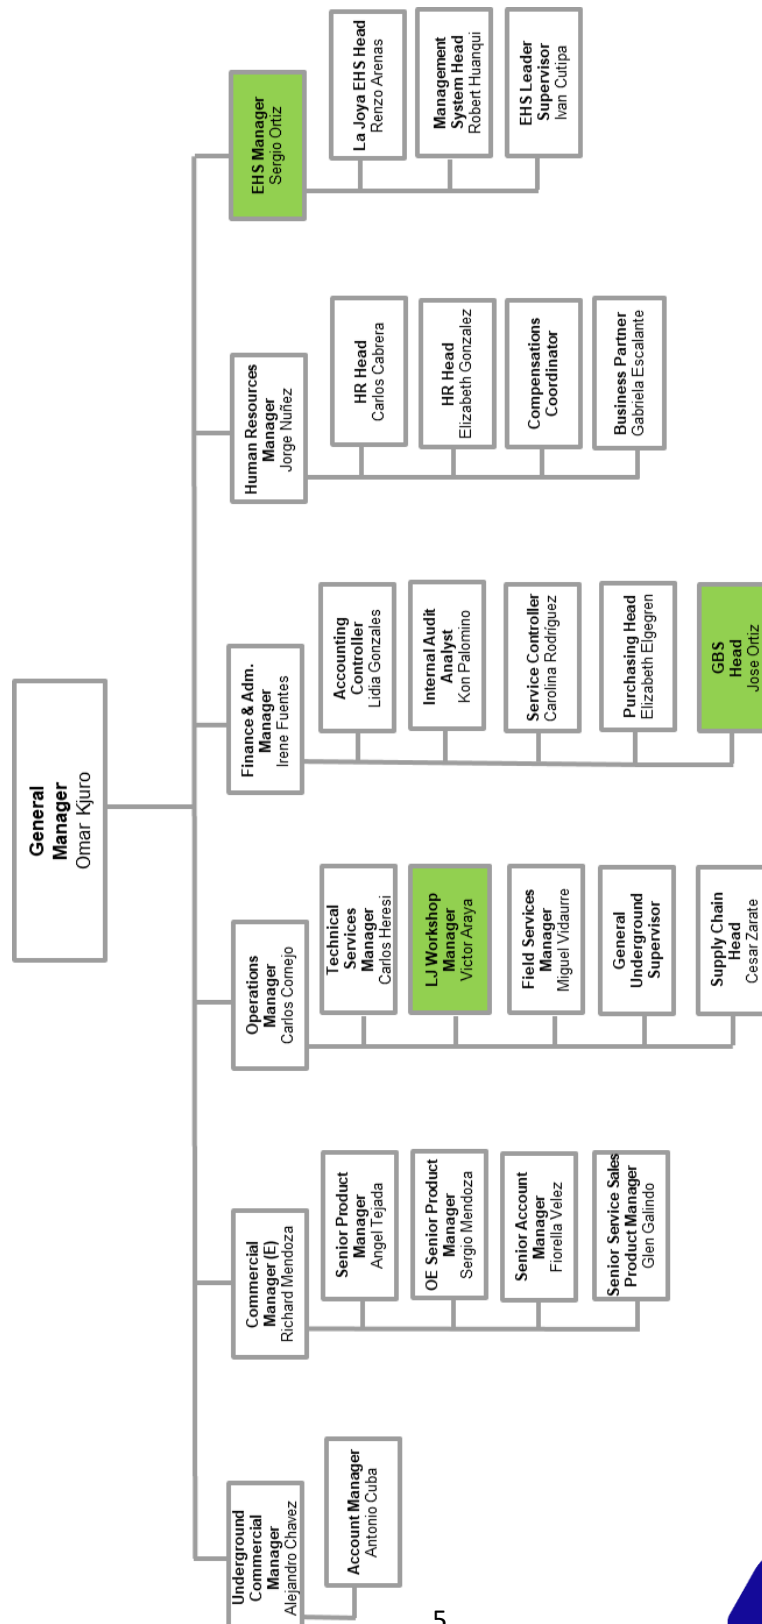 General
Manager
Omar Kjuro
Underground
Commercial
Manager
Alejandro Chavez
Account Manager
Antonio Cuba
Commercial
Manager (E)
Richard Mendoza
Senior Product
Manager
Angel Tejada
OE Senior Product
Manager
Sergio Mendoza
Senior Account
Manager
Fiorella Velez
Senior Service Sales
Product Manager
Glen Galindo
Operations
Manager
Carlos Cornejo
Technical
Services
Manager
Carlos Heresi
LJ Workshop
Manager
Victor Araya
Field Services
Manager
Miguel Vidaurre
General
Underground
Supervisor
Supply Chain
Head
Cesar Zarate
Finance & Adm.
Manager
Irene Fuentes
Accounting
Controller
Lidia Gonzales
Internal Audit
Analyst
Kon Palomino
Service Controller
Carolina Rodríguez
Purchasing Head
Elizabeth Elgegren
GBS
Head
Jose Ortiz
Human Resources
Manager
Jorge Nuñez
HR Head
Carlos Cabrera
HR Head
Elizabeth Gonzalez
Compensations
Coordinator
Business Partner
Gabriela Escalante
EHS Manager
Sergio Ortiz
La Joya EHS Head
Renzo Arenas
Management
System Head
Robert Huanqui
EHS Leader
Supervisor
Ivan Cutipa
5